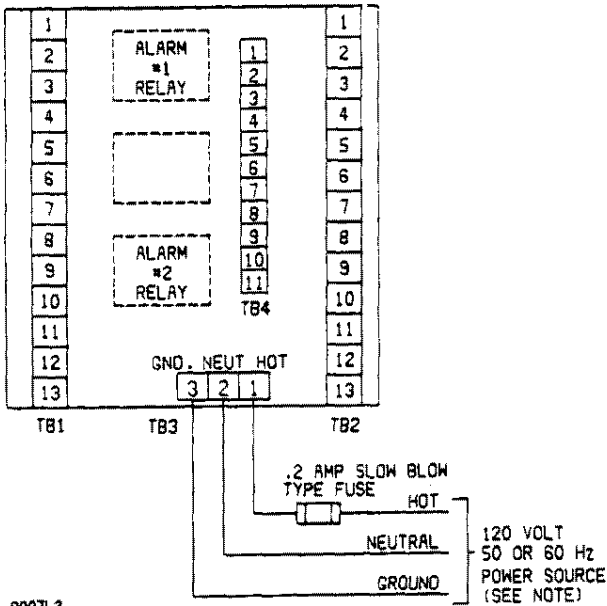 1
2
3
4
5
6
7
8
9
10
11
12
13
TB1
ALARM
#1
RELAY
ALARM
#2
RELAY
1
2
3
4
5
6
7
8
9
10
11
TB4
1
2
3
4
5
6
7
8
9
10
11
12
13
TB2
GND. NEUT HOT
3 2 1
TB3
.2 AMP SLOW BLOW
TYPE FUSE
HOT
NEUTRAL
GROUND
120 VOLT
50 OR 60 Hz
POWER SOURCE
(SEE NOTE)